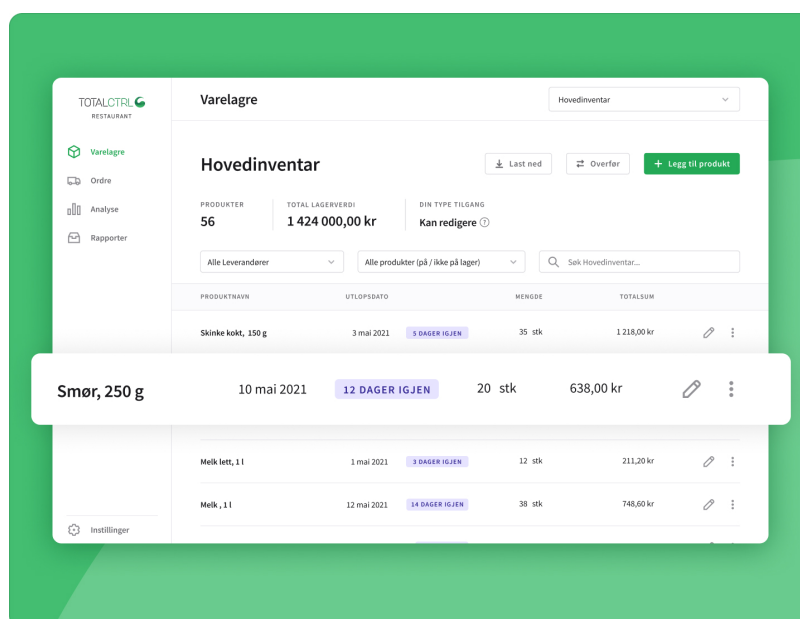 TOTALCTRL
RESTAURANT
Varelagre
Ordre
Analyse
Rapporter
Instillinger
Varelagre
Hovedinventar
Hovedinventar
Last ned
Overfør
+ Legg til produkt
PRODUKTER
56
TOTAL LAGERVERDI
1 424 000,00 kr
DIN TYPE TILGANG
Kan redigere ?
Alle Leverandører
Alle produkter (på / ikke på lager)
Søk Hovedinventar...
PRODUKTNAVN UTLOPSDATO MENGDE TOTALSUM
Skinke kokt, 150 g 3 mai 2021 5 DAGER IGJEN 35 stk 1 218,00 kr
Smør, 250 g 10 mai 2021 12 DAGER IGJEN 20 stk 638,00 kr
Melk lett, 1 l 1 mai 2021 3 DAGER IGJEN 12 stk 211,20 kr
Melk , 1 l 12 mai 2021 14 DAGER IGJEN 38 stk 748,60 kr